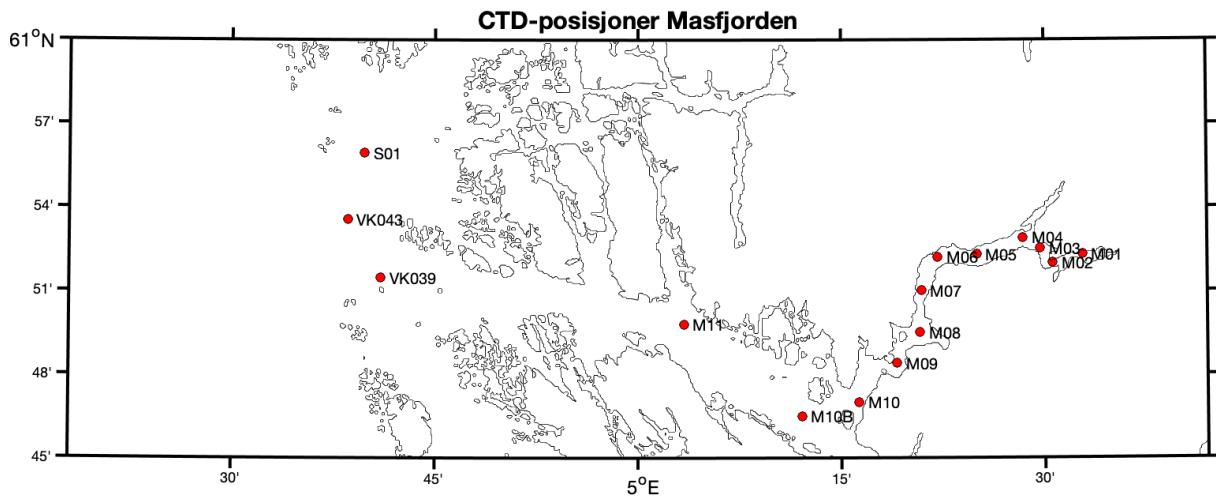 CTD-posisjoner Masfjorden
61°N
57'
S01
54'
VK043
M04
M03
M01
M06
M05
M02
VK039
51'
M07
M11
M08
M09
48'
M10
M10B
45'
30'
45'
5°E
15'
30'